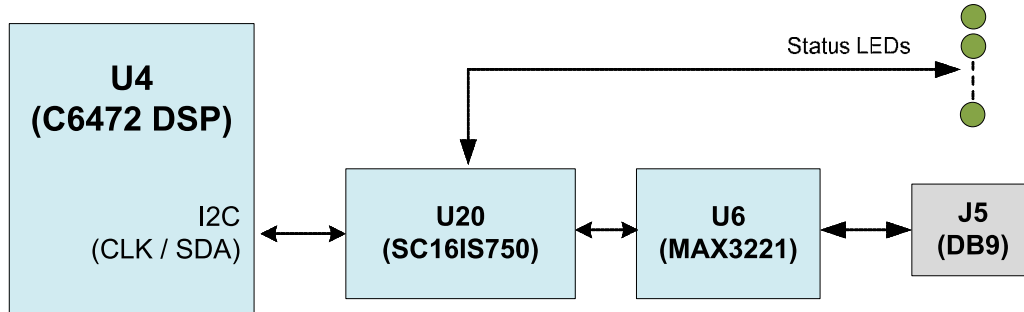 Status LEDs
U4
(C6472 DSP)
I2C
(CLK / SDA)
U20
(SC16IS750)
U6
(MAX3221)
J5
(DB9)